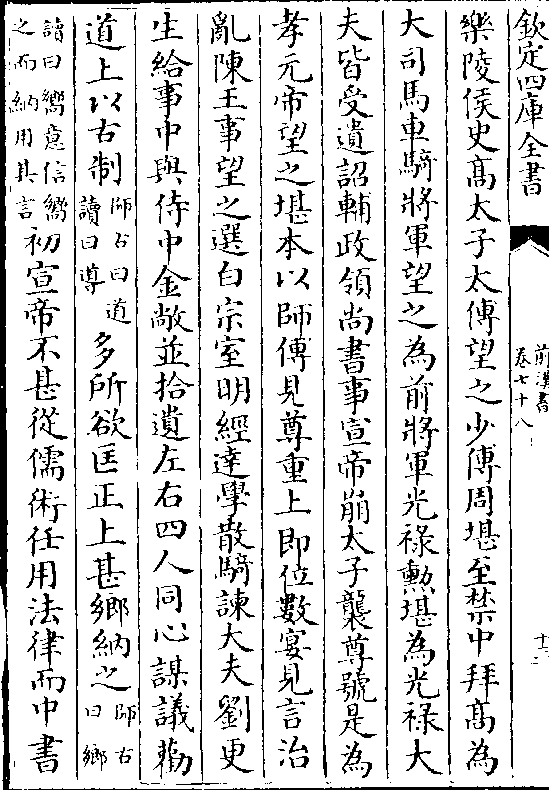 欽定四庫全書
前漢書
卷七十八
樂陵侯史髙太子太傅望之少傅周堪至禁中拜髙為
大司馬車騎將軍望之為前將軍光祿勲堪為光祿大
夫皆受遺詔輔政領尚書事宣帝崩太子襲尊號是為
孝元帝望之堪本以師傅見尊重上即位數宴見言治
亂陳王事望之選白宗室明經達學散騎諫大夫劉更
生給事中與侍中金敞並拾遺左右四人同心謀議勸
道上以古制師古曰道讀曰導多所欲匡正上甚鄉納之師古曰鄉
讀曰嚮意信嚮之而納用其言初宣帝不甚從儒術任用法律而中書